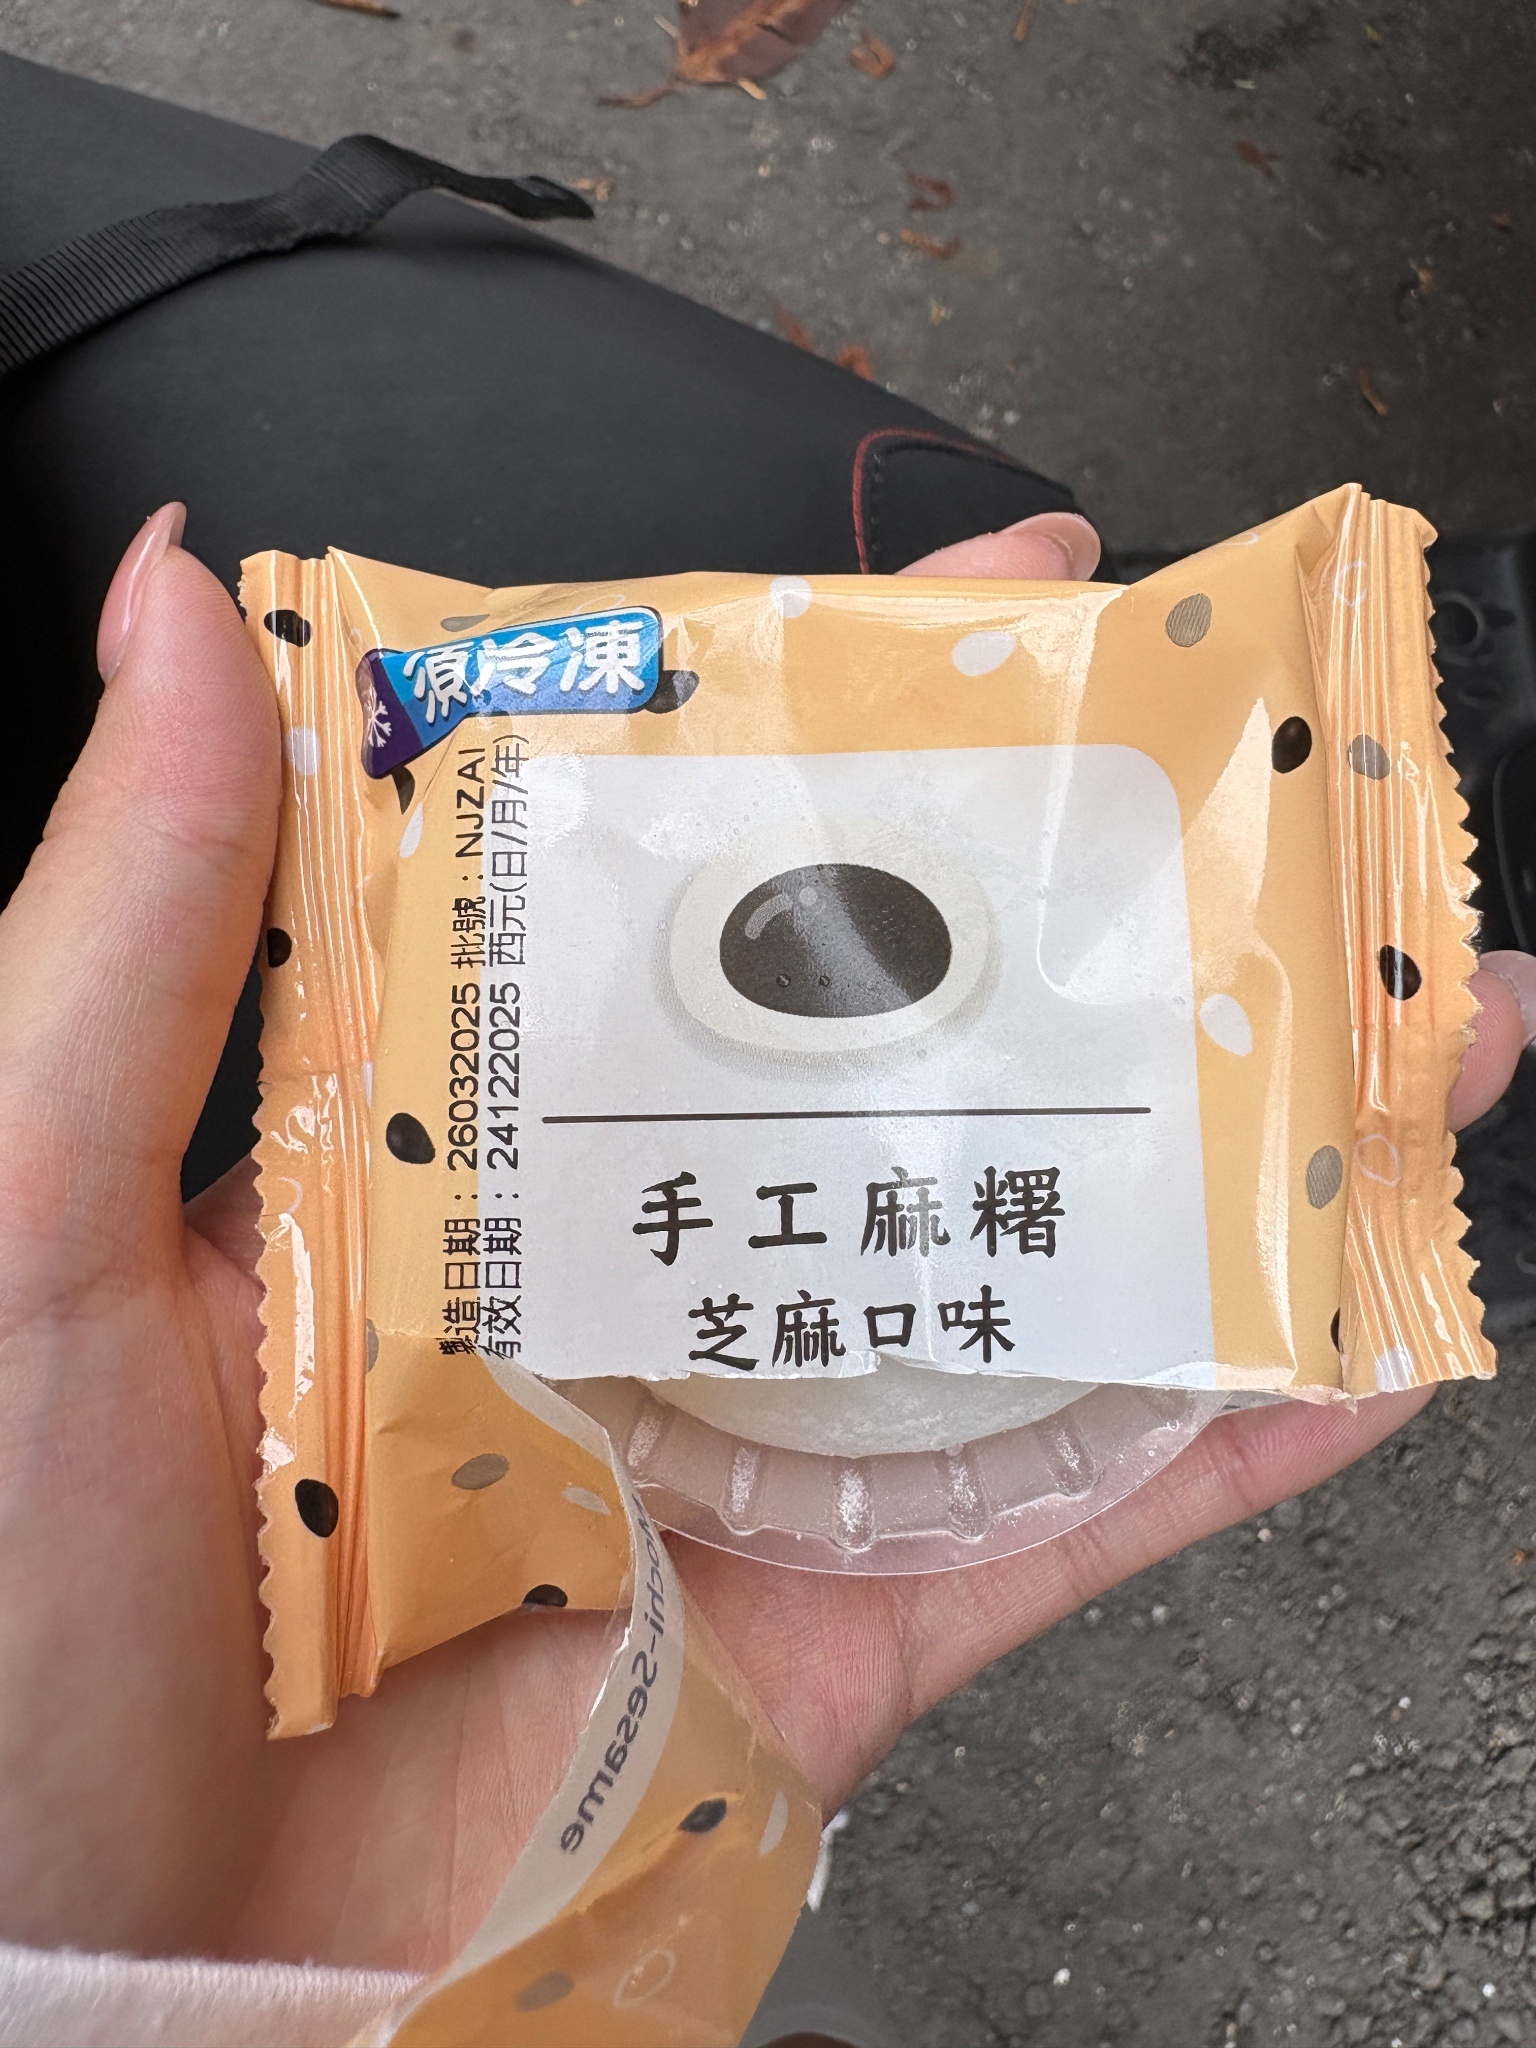 須冷凍
製造日期：26032025 批號：NJZAI
有效日期：24122025 西元(日/月/年)
手工麻糬
芝麻口味
Mochi-Sesame